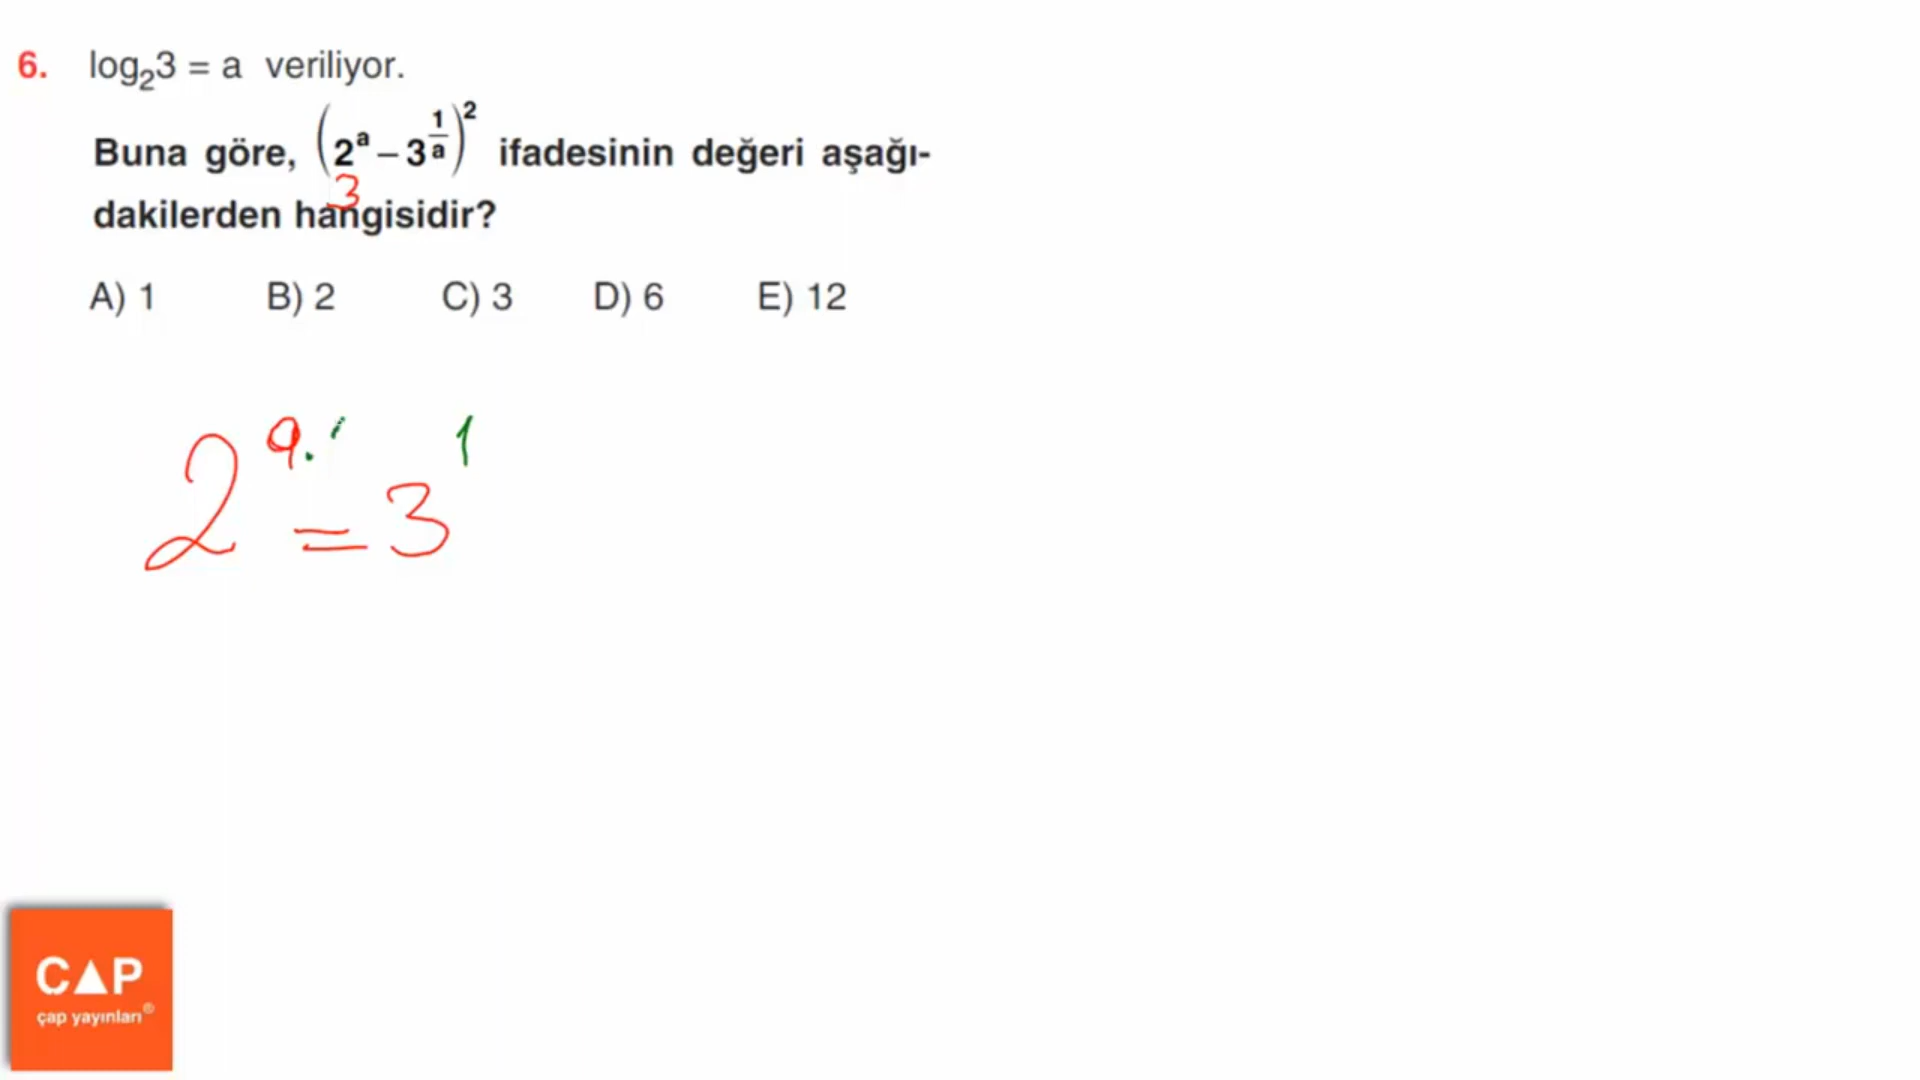 6. log₂3 = a veriliyor.
Buna göre, (2ᵃ – 3^(1/a))² ifadesinin değeri aşağı-
3
dakilerden hangisidir?
A) 1 B) 2 C) 3 D) 6 E) 12
2^a. = 3^1
CAP
çap yayınları®